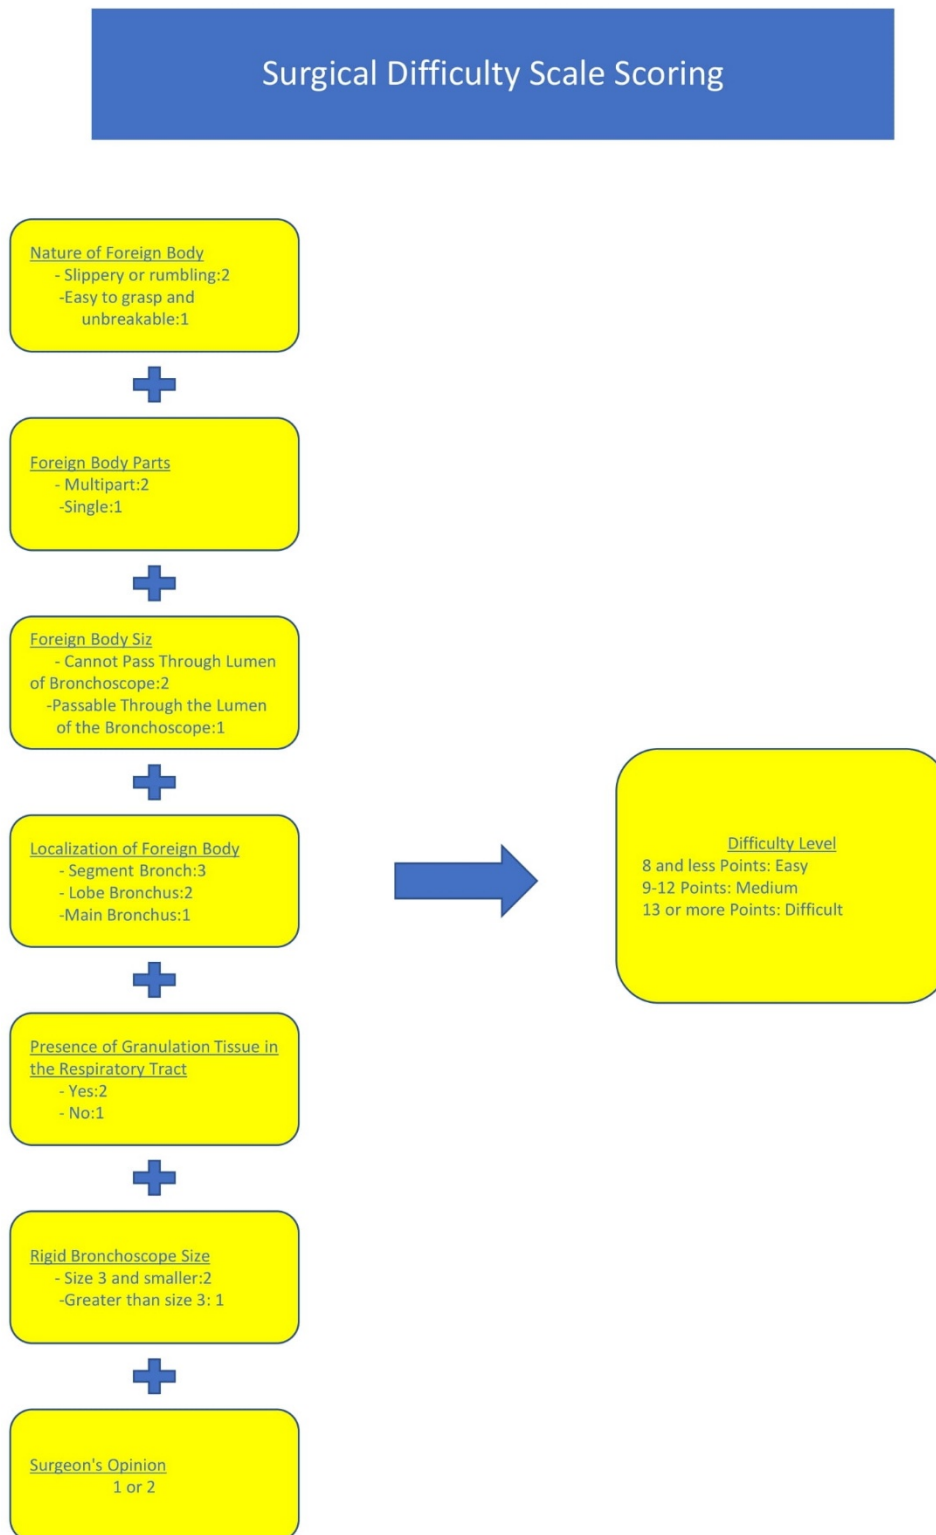 Surgical Difficulty Scale Scoring
Nature of Foreign Body
- Slippery or rumbling:2
-Easy to grasp and
unbreakable:1
Foreign Body Parts
- Multipart:2
-Single:1
Foreign Body Siz
- Cannot Pass Through Lumen
of Bronchoscope:2
-Passable Through the Lumen
of the Bronchoscope:1
Localization of Foreign Body
- Segment Bronch:3
- Lobe Bronchus:2
-Main Bronchus:1
Presence of Granulation Tissue in
the Respiratory Tract
- Yes:2
- No:1
Rigid Bronchoscope Size
- Size 3 and smaller:2
-Greater than size 3: 1
Surgeon's Opinion
1 or 2
Difficulty Level
8 and less Points: Easy
9-12 Points: Medium
13 or more Points: Difficult